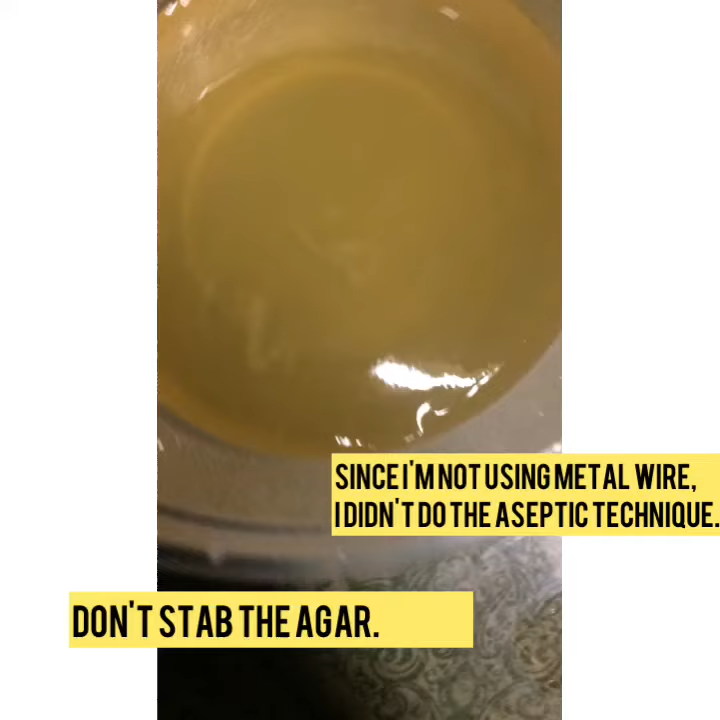 SINCE I'M NOT USING METAL WIRE,
I DIDN'T DO THE ASEPTIC TECHNIQUE.
DON'T STAB THE AGAR.